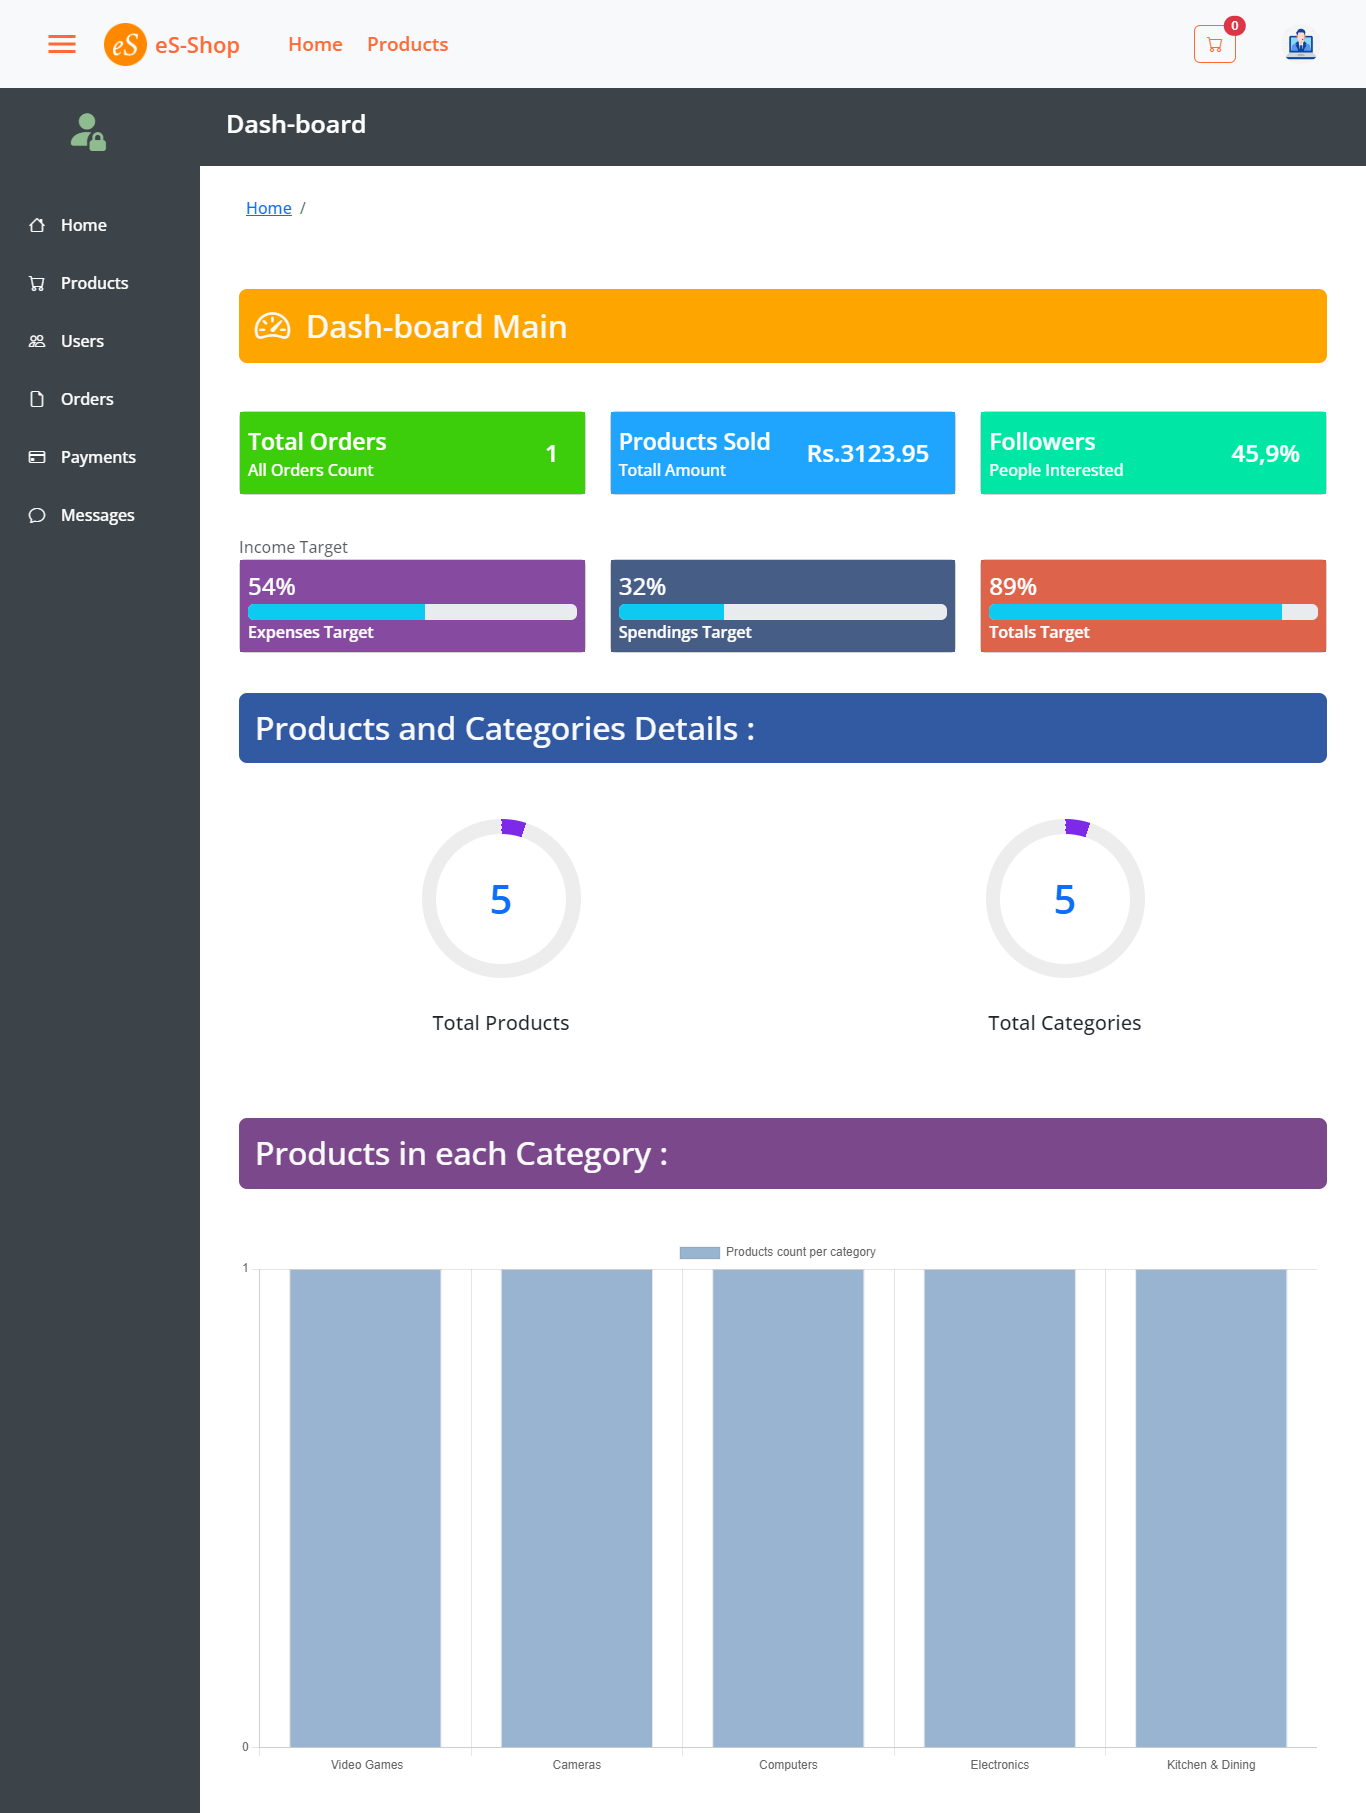 eS eS-Shop Home Products 0
Dash-board
Home /
Home
Products
Users
Orders
Payments
Messages
Dash-board Main
Total Orders
All Orders Count
1
Products Sold
Totall Amount
Rs.3123.95
Followers
People Interested
45,9%
Income Target
54%
Expenses Target
32%
Spendings Target
89%
Totals Target
Products and Categories Details :
5
Total Products
5
Total Categories
Products in each Category :
Products count per category
1
0
Video Games Cameras Computers Electronics Kitchen & Dining